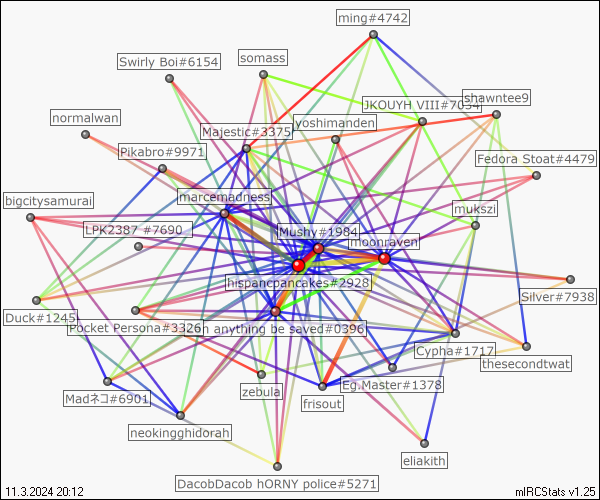 ming#4742
Swirly Boi#6154
somass
JKOUYH_VIII#7034
shawntee9
normalwan
yoshimanden
Majestic#3375
Pikabro#9971
Fedora Stoat#4479
marcemadness
bigcitysamurai
mukszi
LPK2387 #7690
Mushy#1984
moonraven
hispancpancakes#2928
Silver#7938
Duck#1245
Pocket Persona#3326
n anything be saved#0396
Cypha#1717
thesecondtwat
Eg.Master#1378
zebula
Madネコ#6901
frisout
neokingghidorah
eliakith
DacobDacob hORNY police#5271
11.3.2024 20:12
mIRCStats v1.25